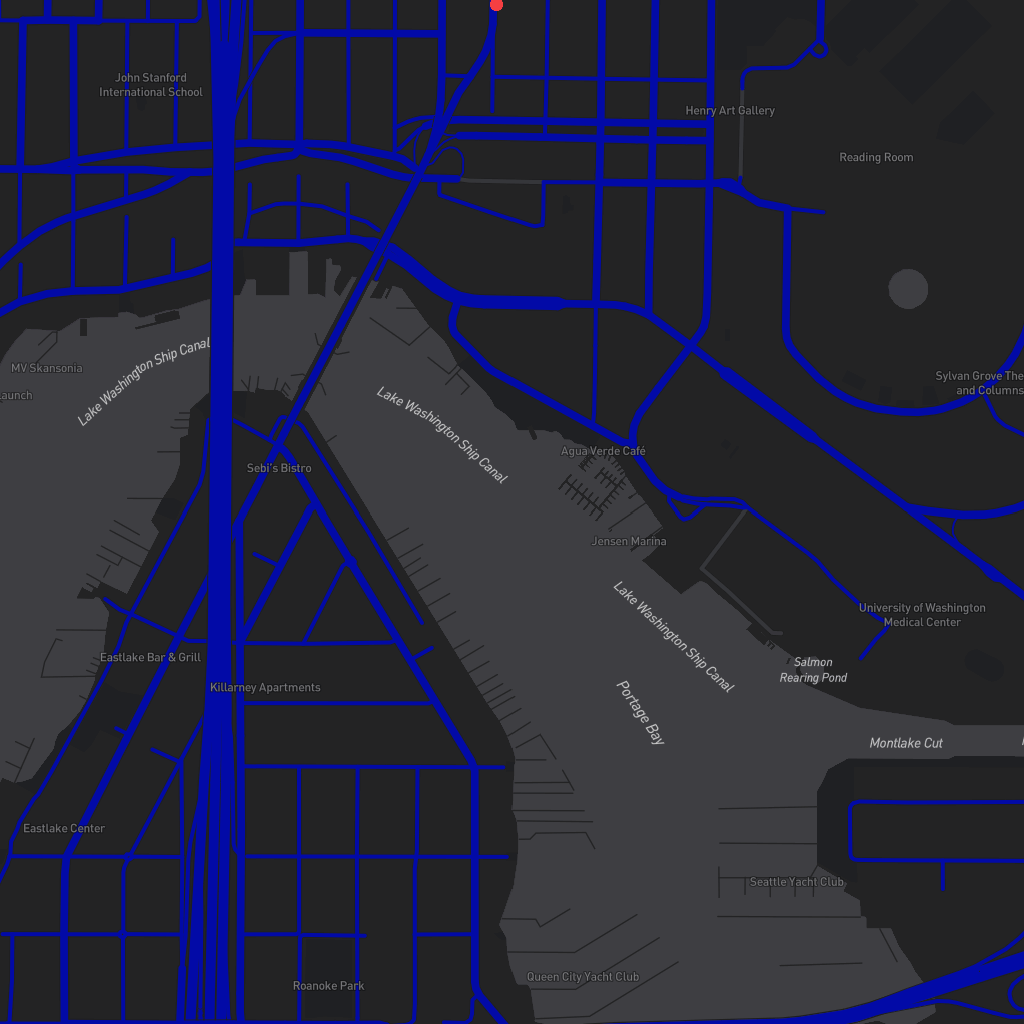 John Stanford
International School
Henry Art Gallery
Reading Room
Lake Washington Ship Canal
MV Skansonia
aunch
Lake Washington Ship Canal
Sylvan Grove The
and Columns
Agua Verde Café
Sebi's Bistro
Jensen Marina
Lake Washington Ship Canal
University of Washington
Medical Center
Eastlake Bar & Grill
Salmon
Rearing Pond
Killarney Apartments
Portage Bay
Montlake Cut
Eastlake Center
Seattle Yacht Club
Queen City Yacht Club
Roanoke Park